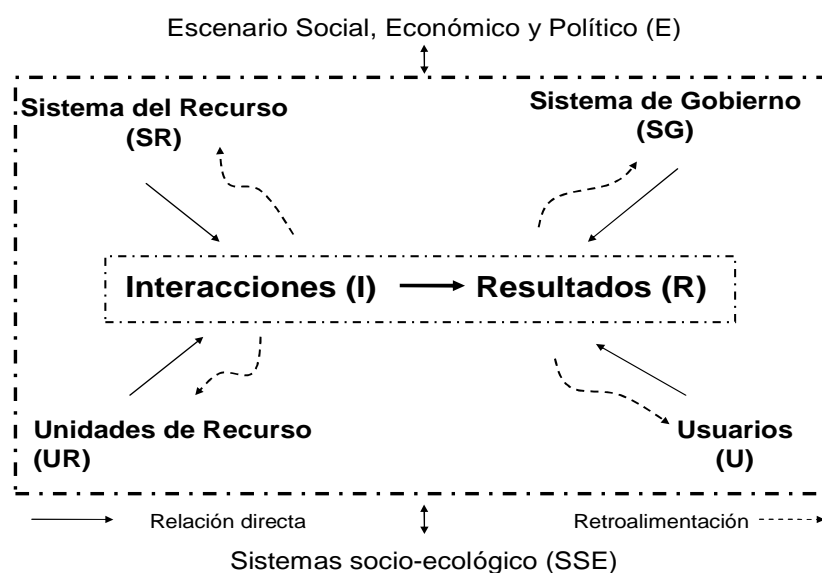 Escenario Social, Económico y Político (E)
Sistema del Recurso
(SR)
Sistema de Gobierno
(SG)
Interacciones (I)
Resultados (R)
Unidades de Recurso
(UR)
Usuarios
(U)
Relación directa
Retroalimentación
Sistemas socio-ecológico (SSE)